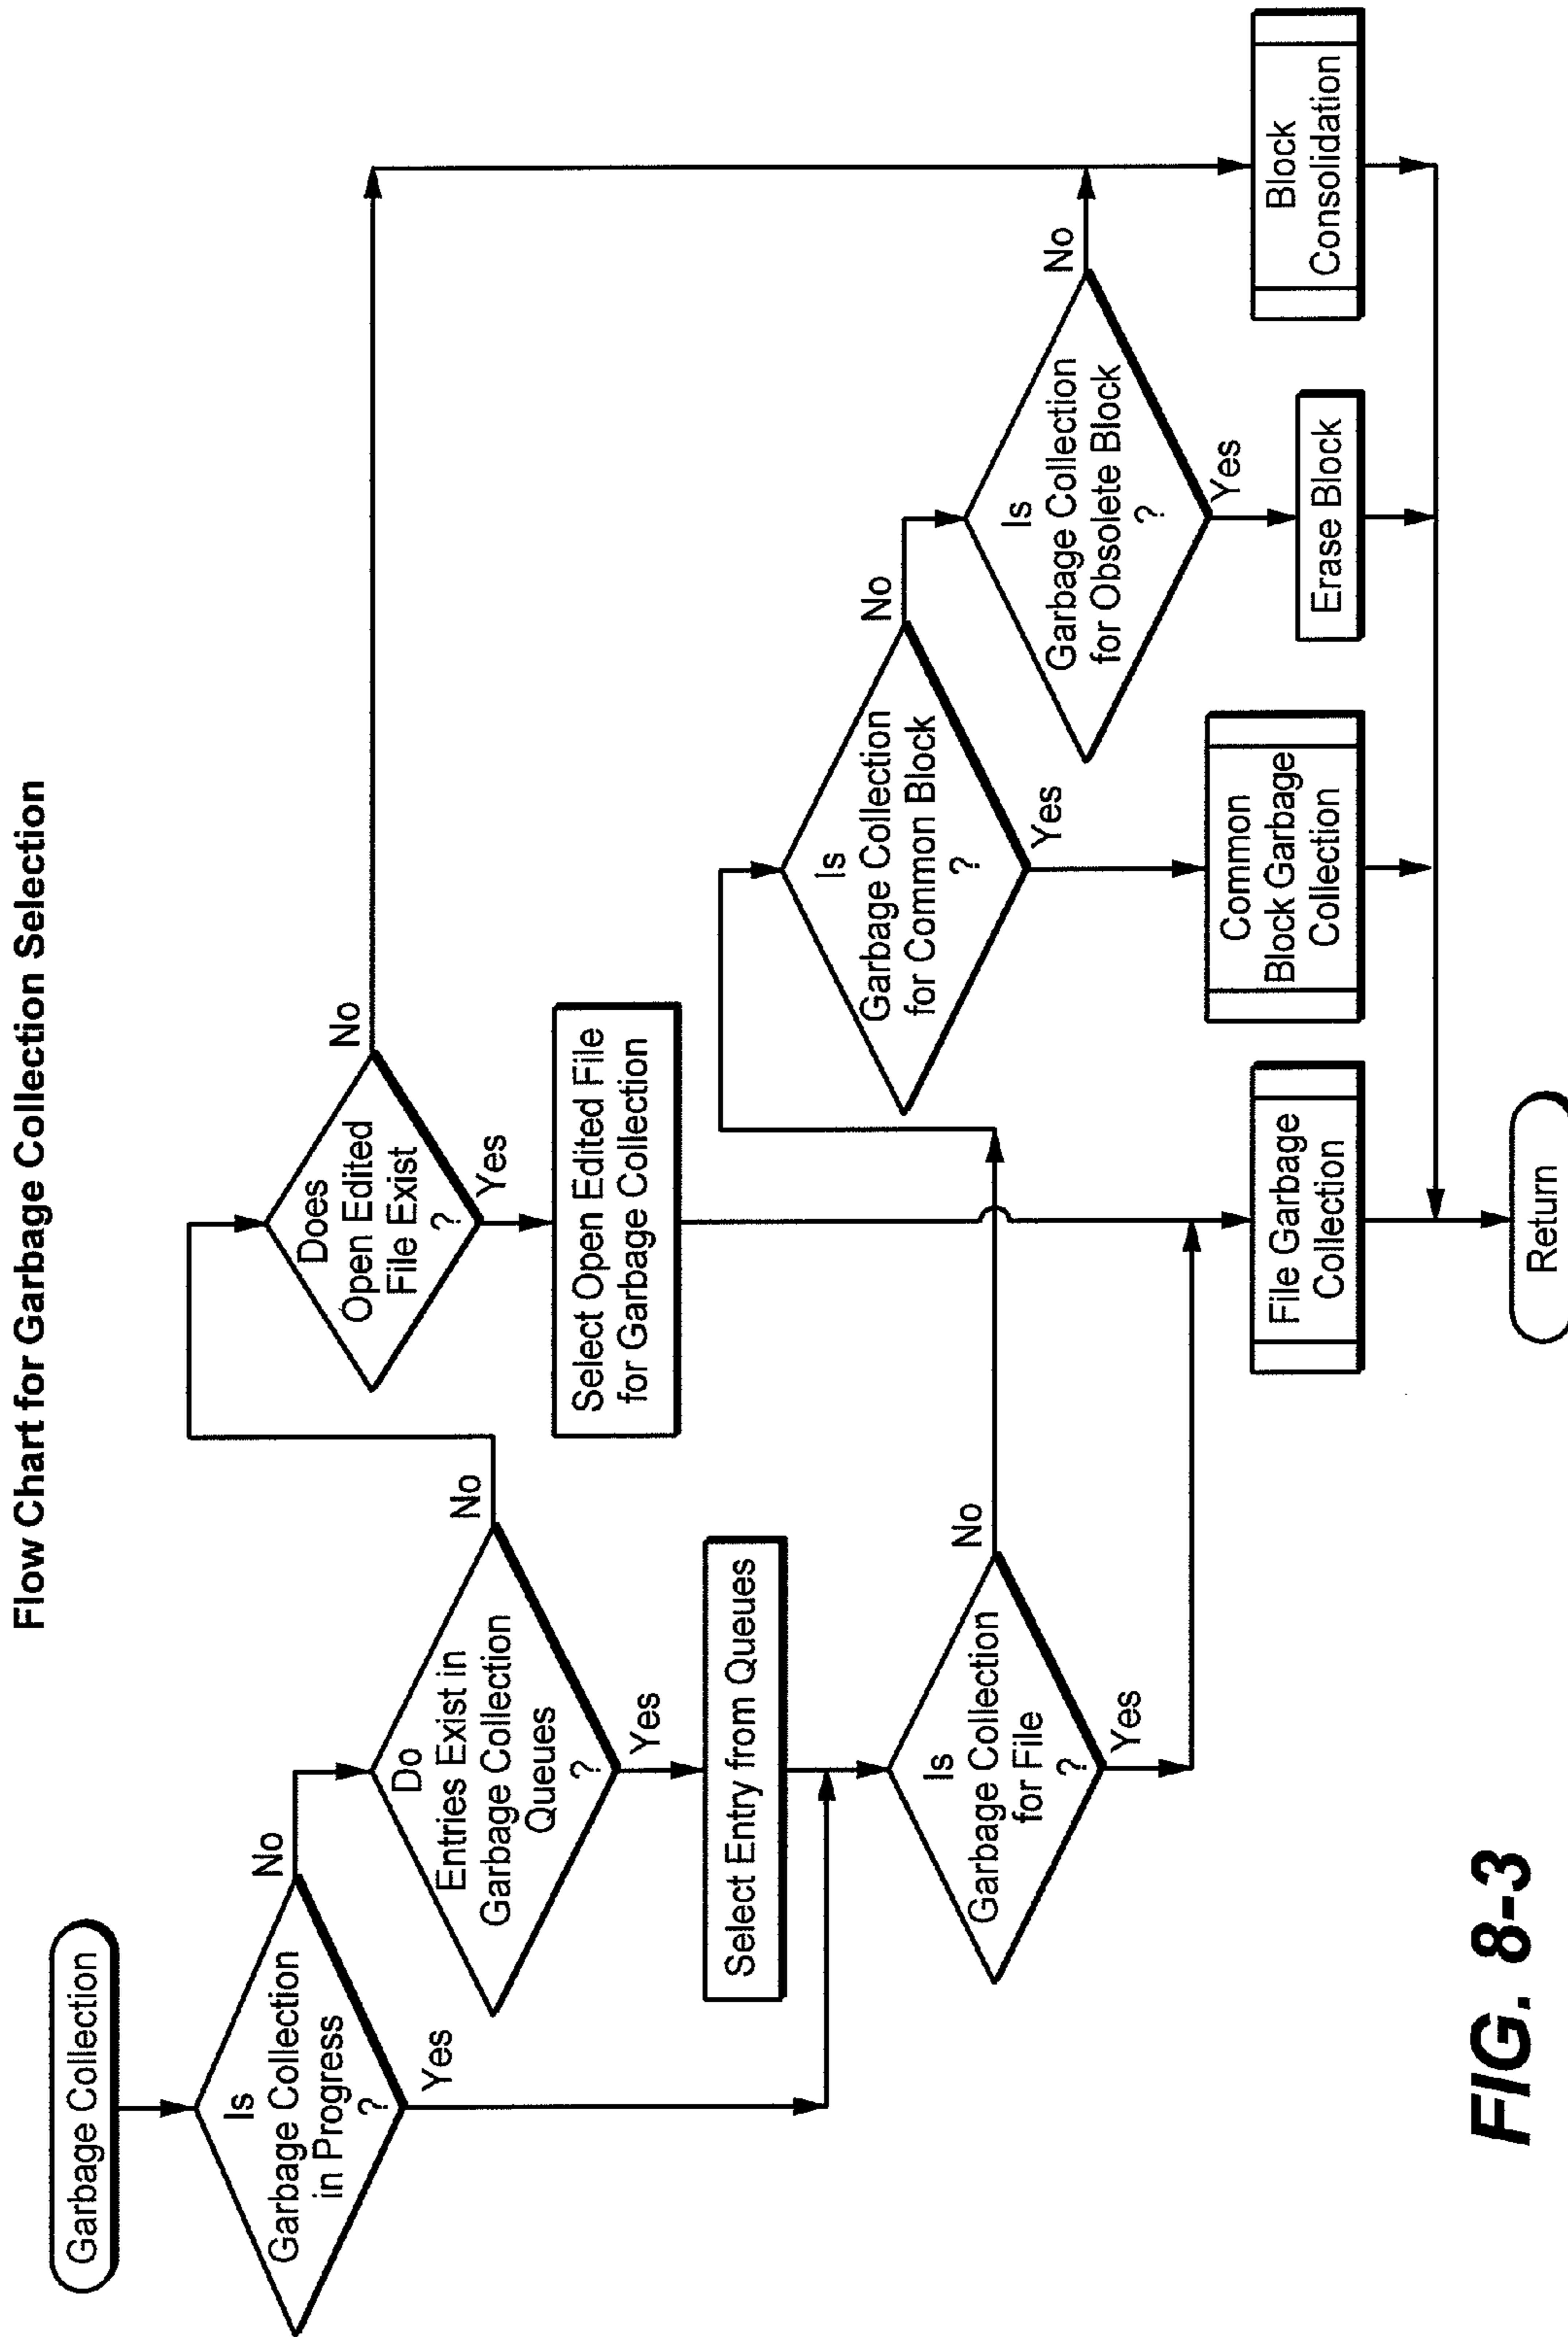 Flow Chart for Garbage Collection Selection
Garbage Collection
Is
Garbage Collection
in Progress
?
No
Yes
Do
Entries Exist in
Garbage Collection
Queues
?
No
Yes
Select Entry from Queues
Is
Garbage Collection
for File
?
No
Yes
Does
Open Edited
File Exist
?
No
Yes
Select Open Edited File
for Garbage Collection
Is
Garbage Collection
for Common Block
?
No
Yes
Is
Garbage Collection
for Obsolete Block
?
No
Yes
File Garbage
Collection
Common
Block Garbage
Collection
Erase Block
Block
Consolidation
Return
FIG. 8-3